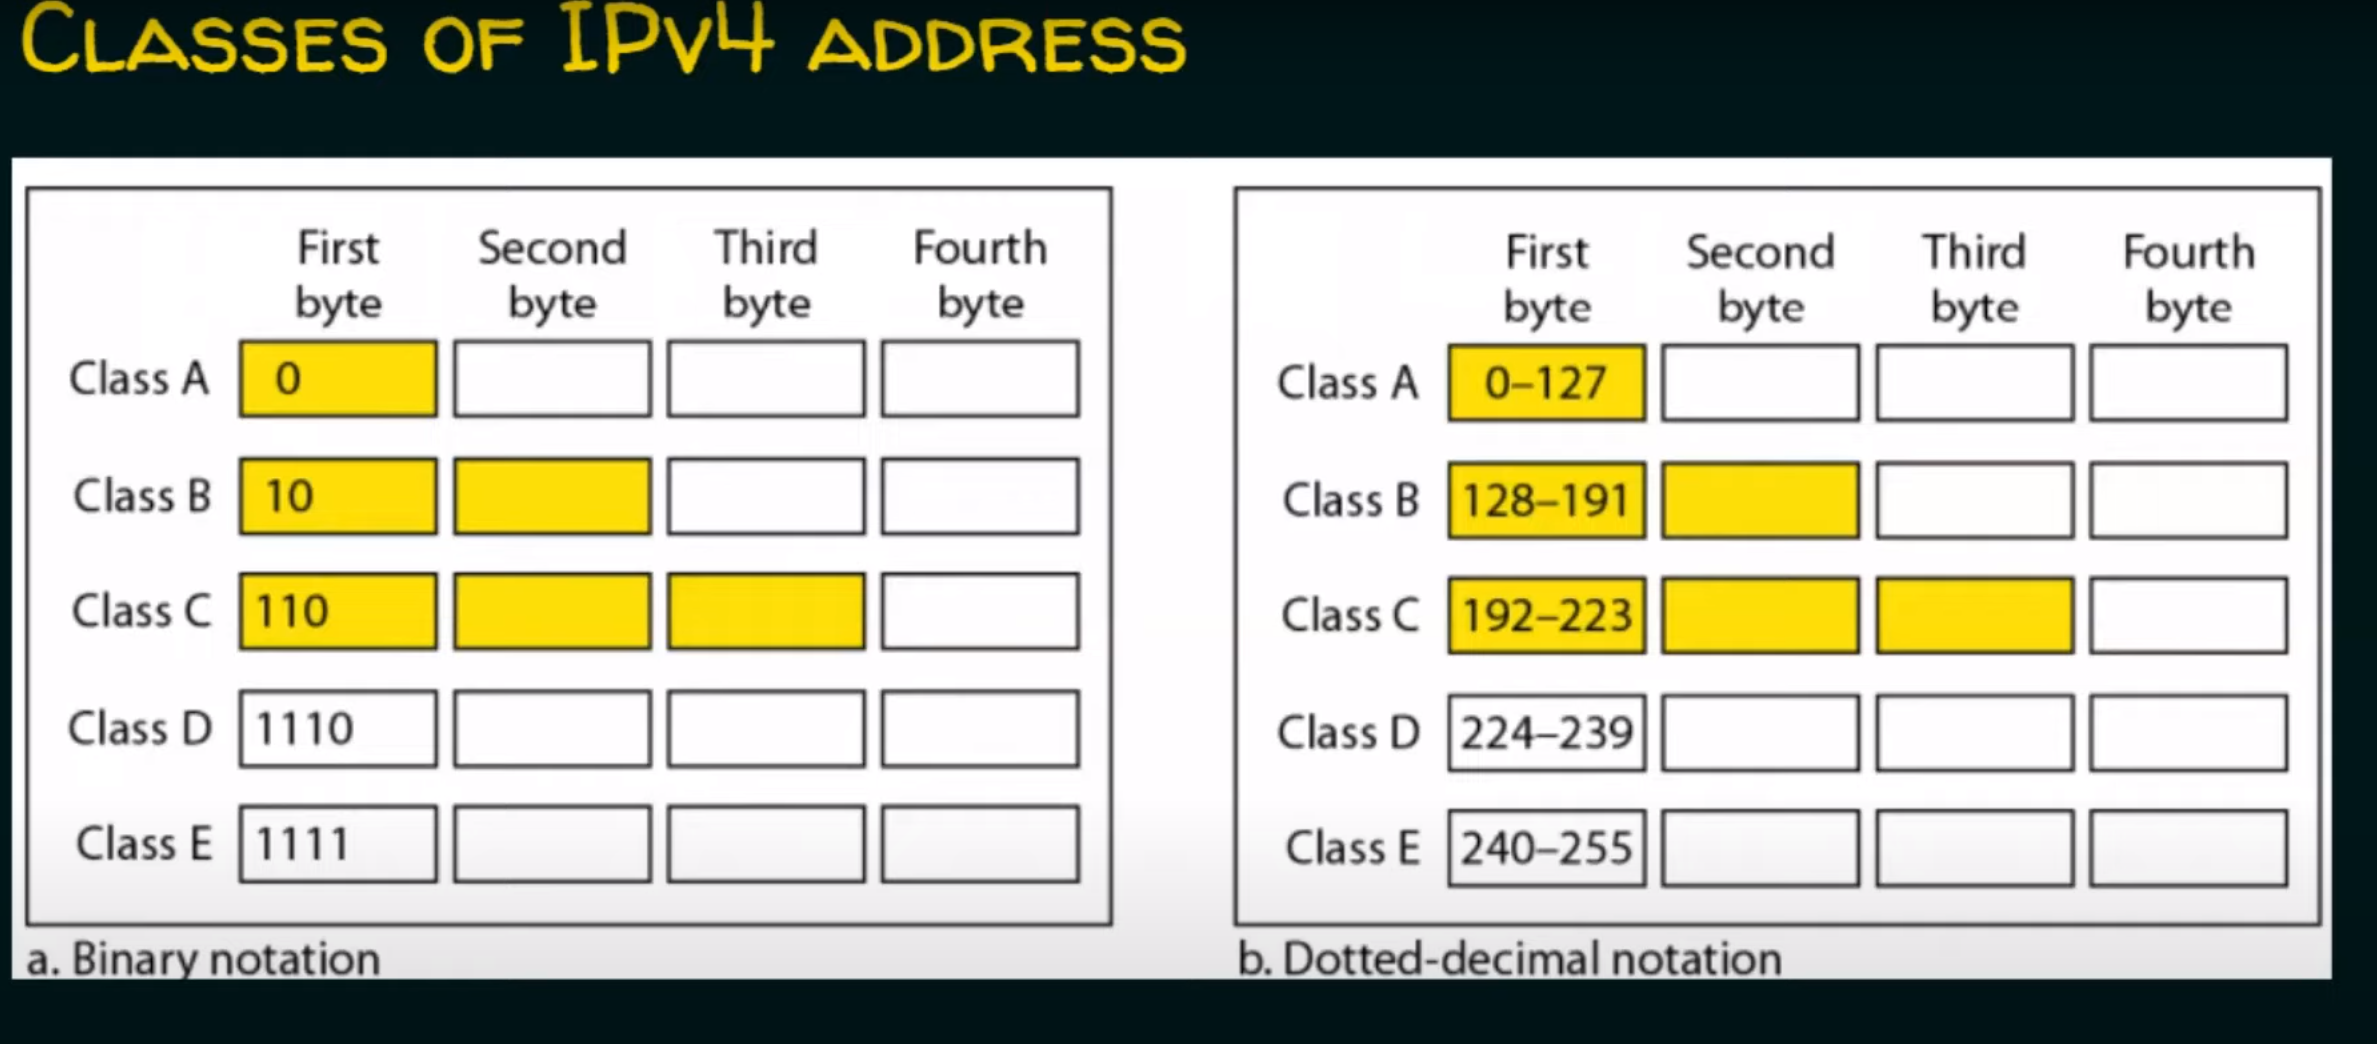 CLASSES OF IPv4 ADDRESS
First byte Second byte Third byte Fourth byte
Class A 0
Class B 10
Class C 110
Class D 1110
Class E 1111
a. Binary notation
First byte Second byte Third byte Fourth byte
Class A 0–127
Class B 128–191
Class C 192–223
Class D 224–239
Class E 240–255
b. Dotted-decimal notation